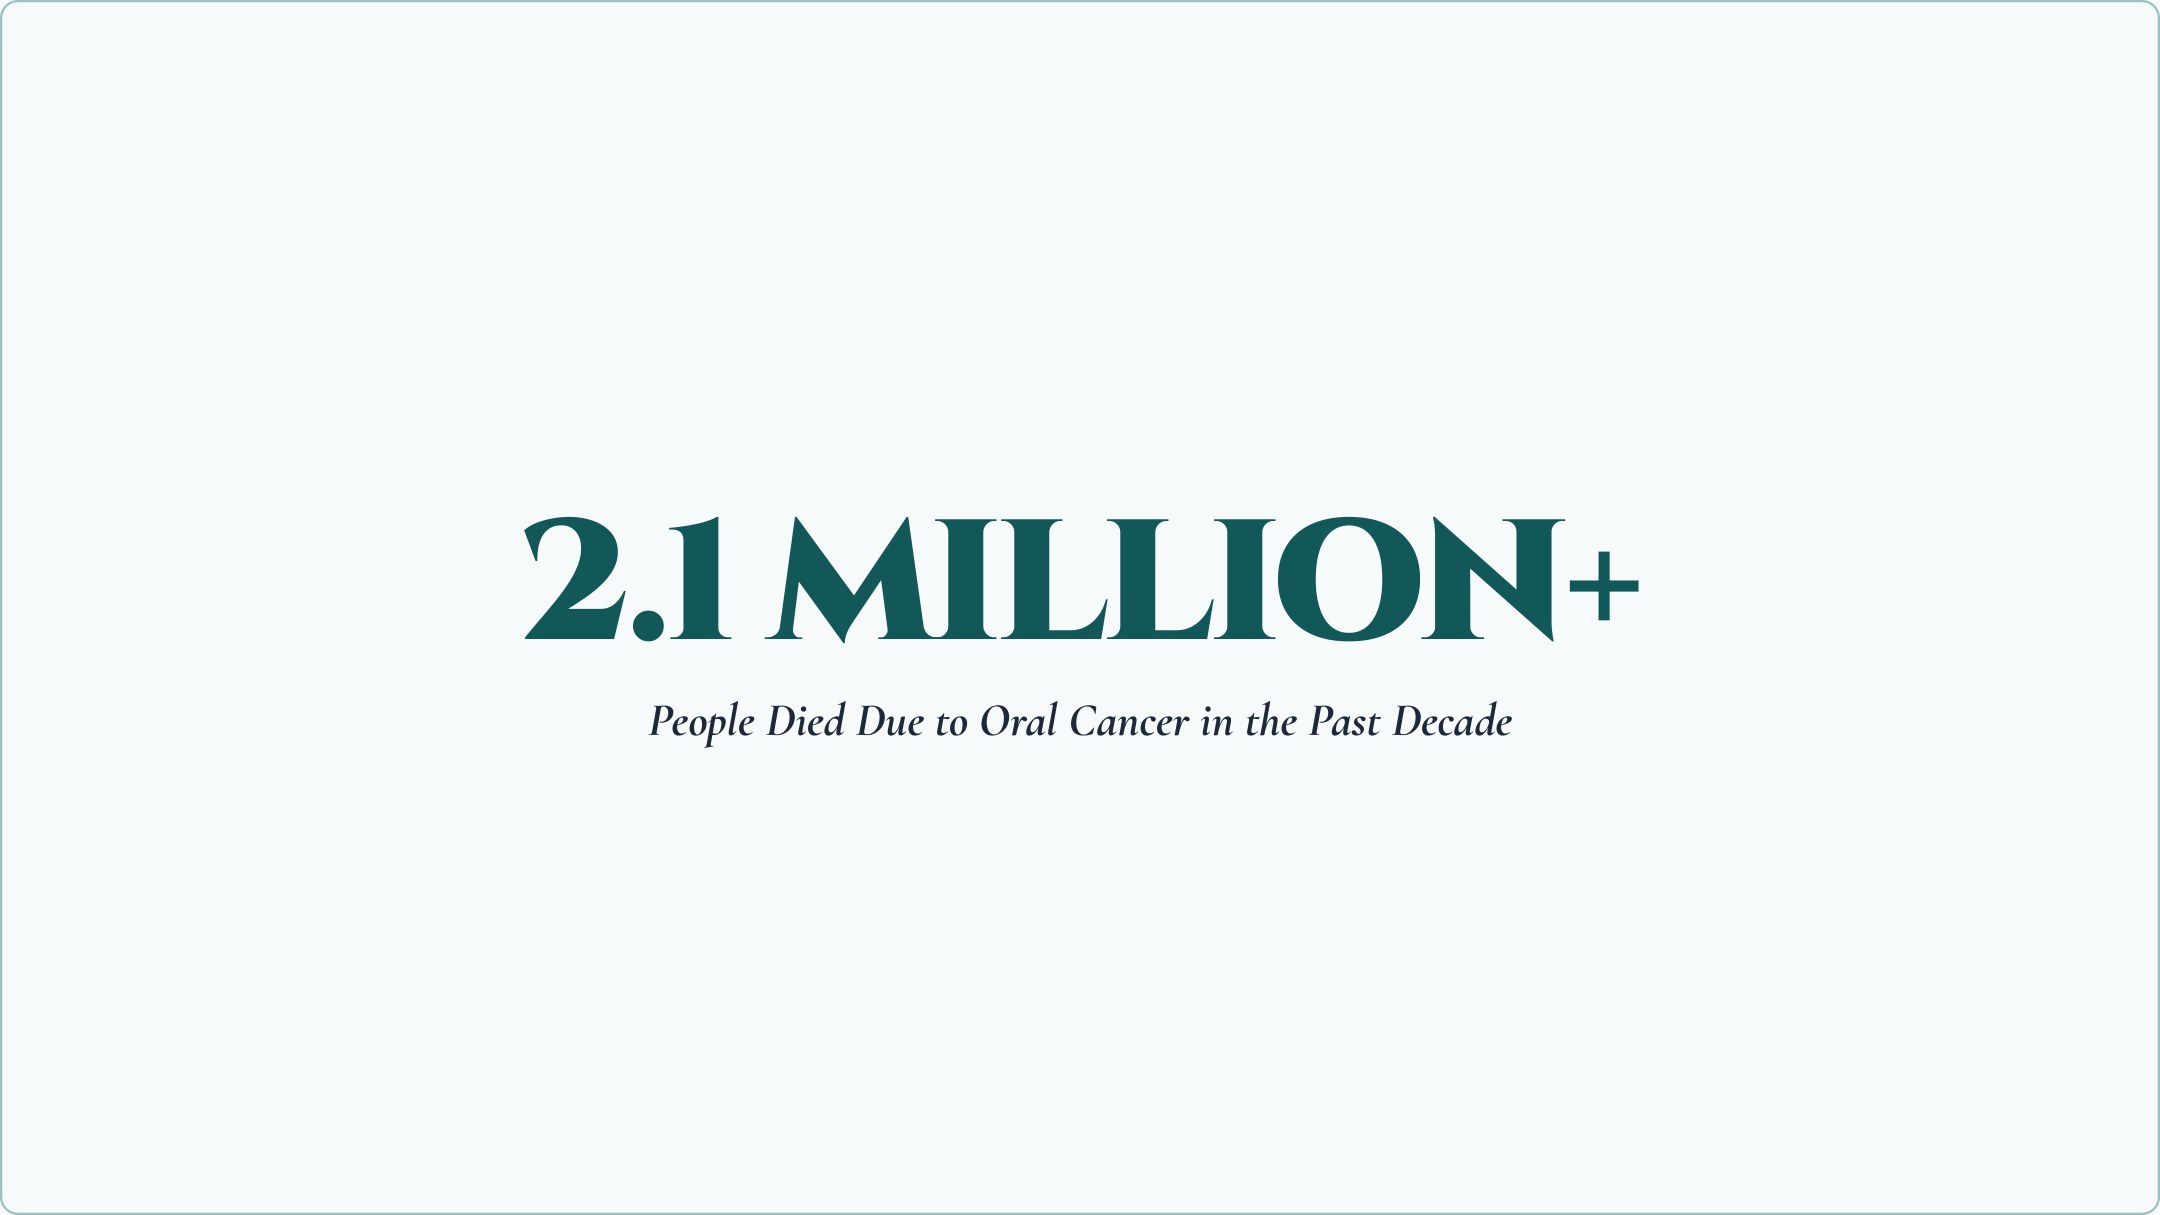 2.1 MILLION+
People Died Due to Oral Cancer in the Past Decade